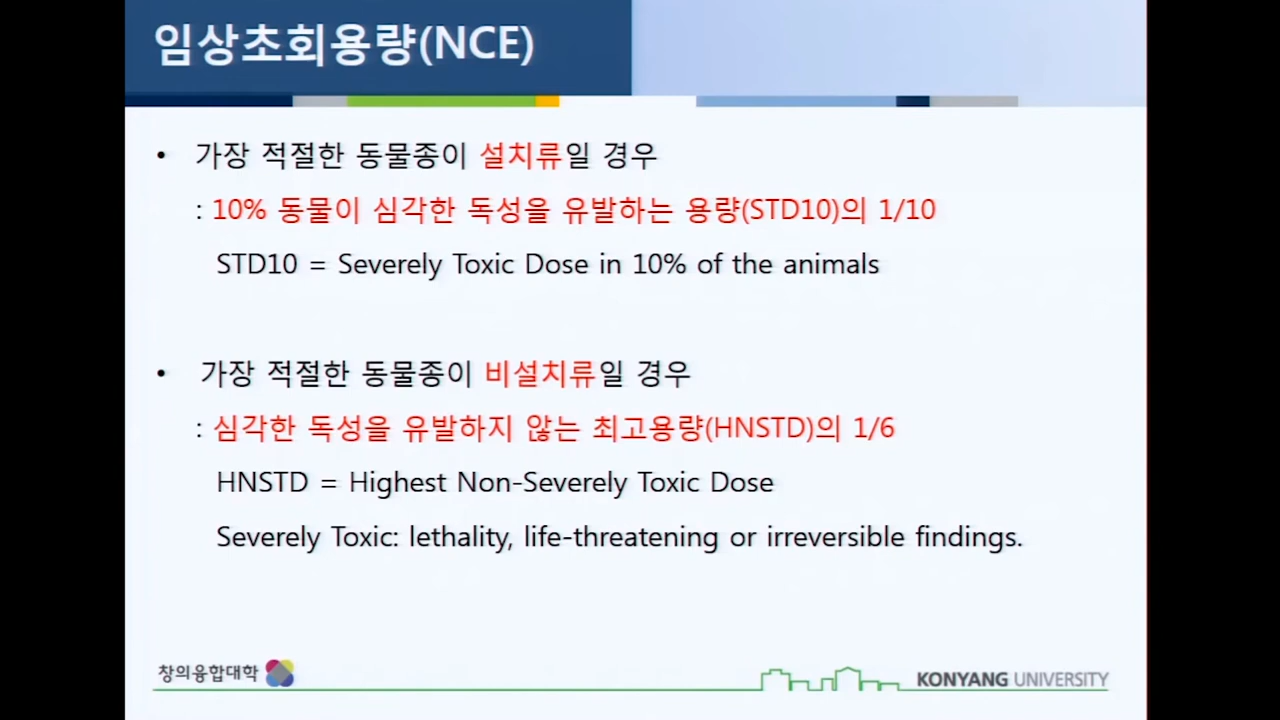 임상초회용량(NCE)
• 가장 적절한 동물종이 설치류일 경우
: 10% 동물이 심각한 독성을 유발하는 용량(STD10)의 1/10
STD10 = Severely Toxic Dose in 10% of the animals
• 가장 적절한 동물종이 비설치류일 경우
: 심각한 독성을 유발하지 않는 최고용량(HNSTD)의 1/6
HNSTD = Highest Non-Severely Toxic Dose
Severely Toxic: lethality, life-threatening or irreversible findings.
창의융합대학
KONYANG UNIVERSITY